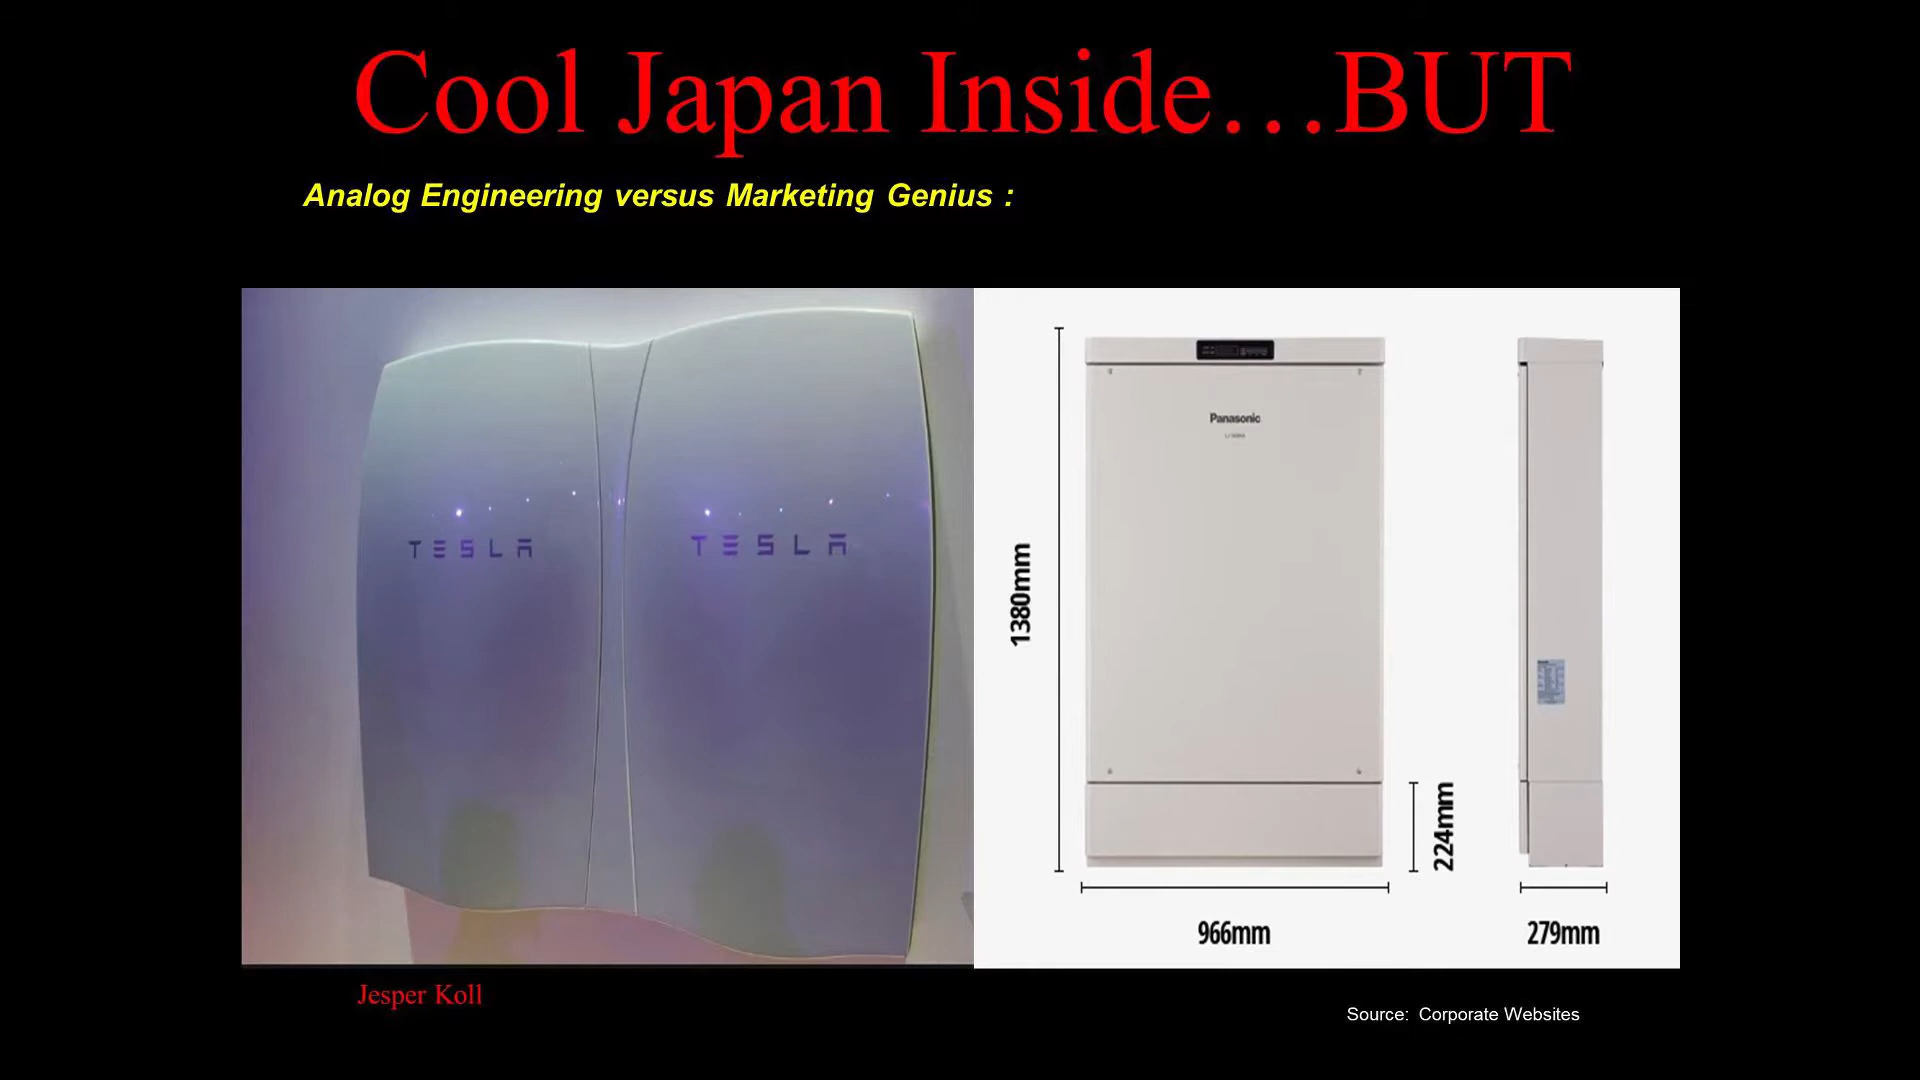 Cool Japan Inside…BUT
Analog Engineering versus Marketing Genius :
TESLA
TESLA
Panasonic
1380mm
224mm
966mm
279mm
Jesper Koll
Source: Corporate Websites